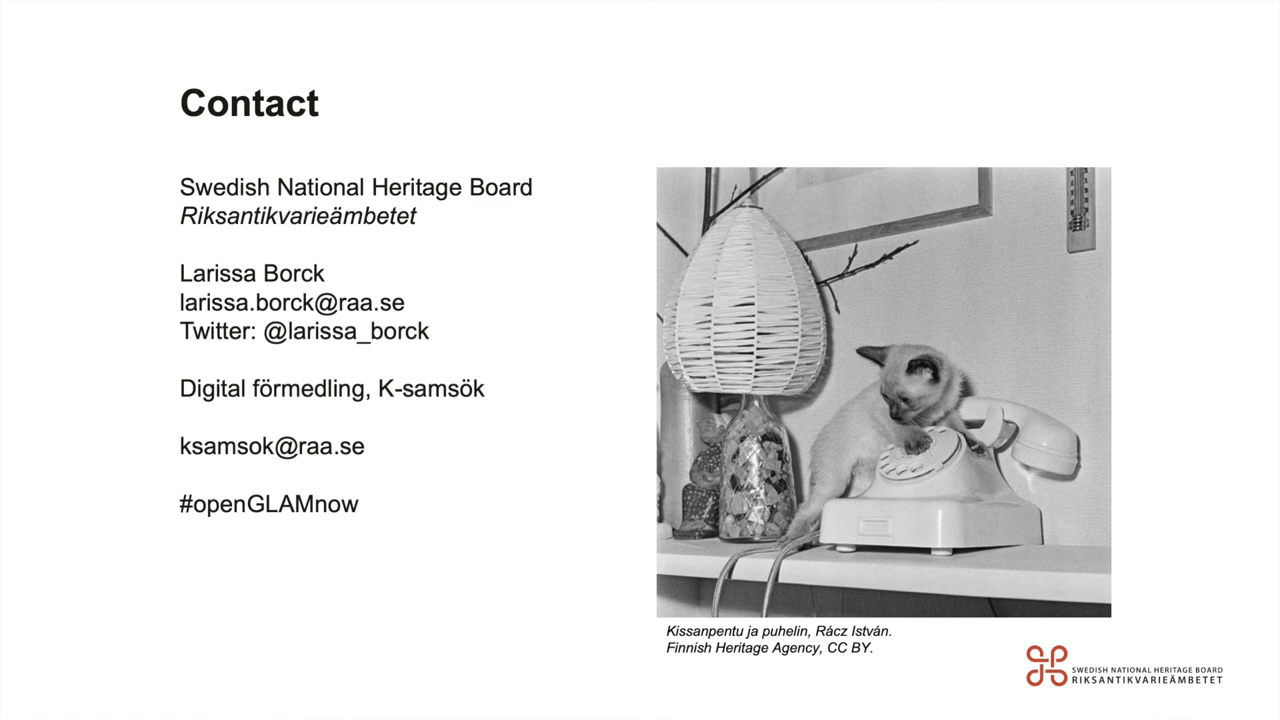 Contact
Swedish National Heritage Board
Riksantikvarieämbetet
Larissa Borck
larissa.borck@raa.se
Twitter: @larissa_borck
Digital förmedling, K-samsök
ksamsok@raa.se
#openGLAMnow
Kissanpentu ja puhelin, Rácz István.
Finnish Heritage Agency, CC BY.
SWEDISH NATIONAL HERITAGE BOARD
RIKSANTIKVARIEÄMBETET